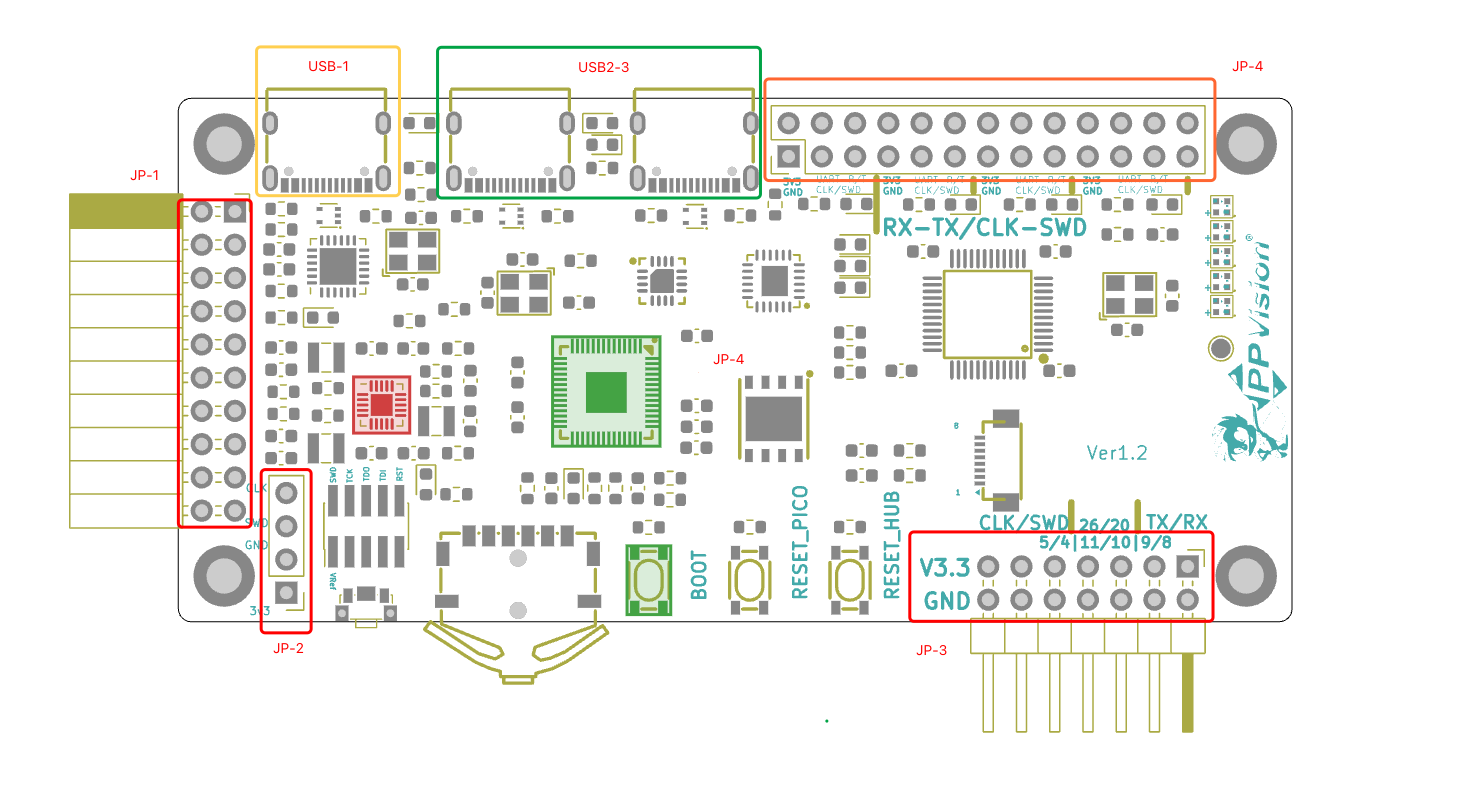 USB-1
USB2-3
JP-4
JP-1
3V3
GND
UART R/T
CLK/SWD
3V3
GND
UART R/T
CLK/SWD
3V3
GND
UART R/T
CLK/SWD
3V3
GND
UART R/T
CLK/SWD
RX-TX/CLK-SWD
PPVision®
JP-4
8
1
Ver1.2
SWD
TCK
TDO
TDI
RST
CLK
SWD
GND
3v3
VRef
BOOT
RESET_PICO
RESET_HUB
CLK/SWD
26/20
TX/RX
5/4|11/10|9/8
V3.3
GND
JP-2
JP-3